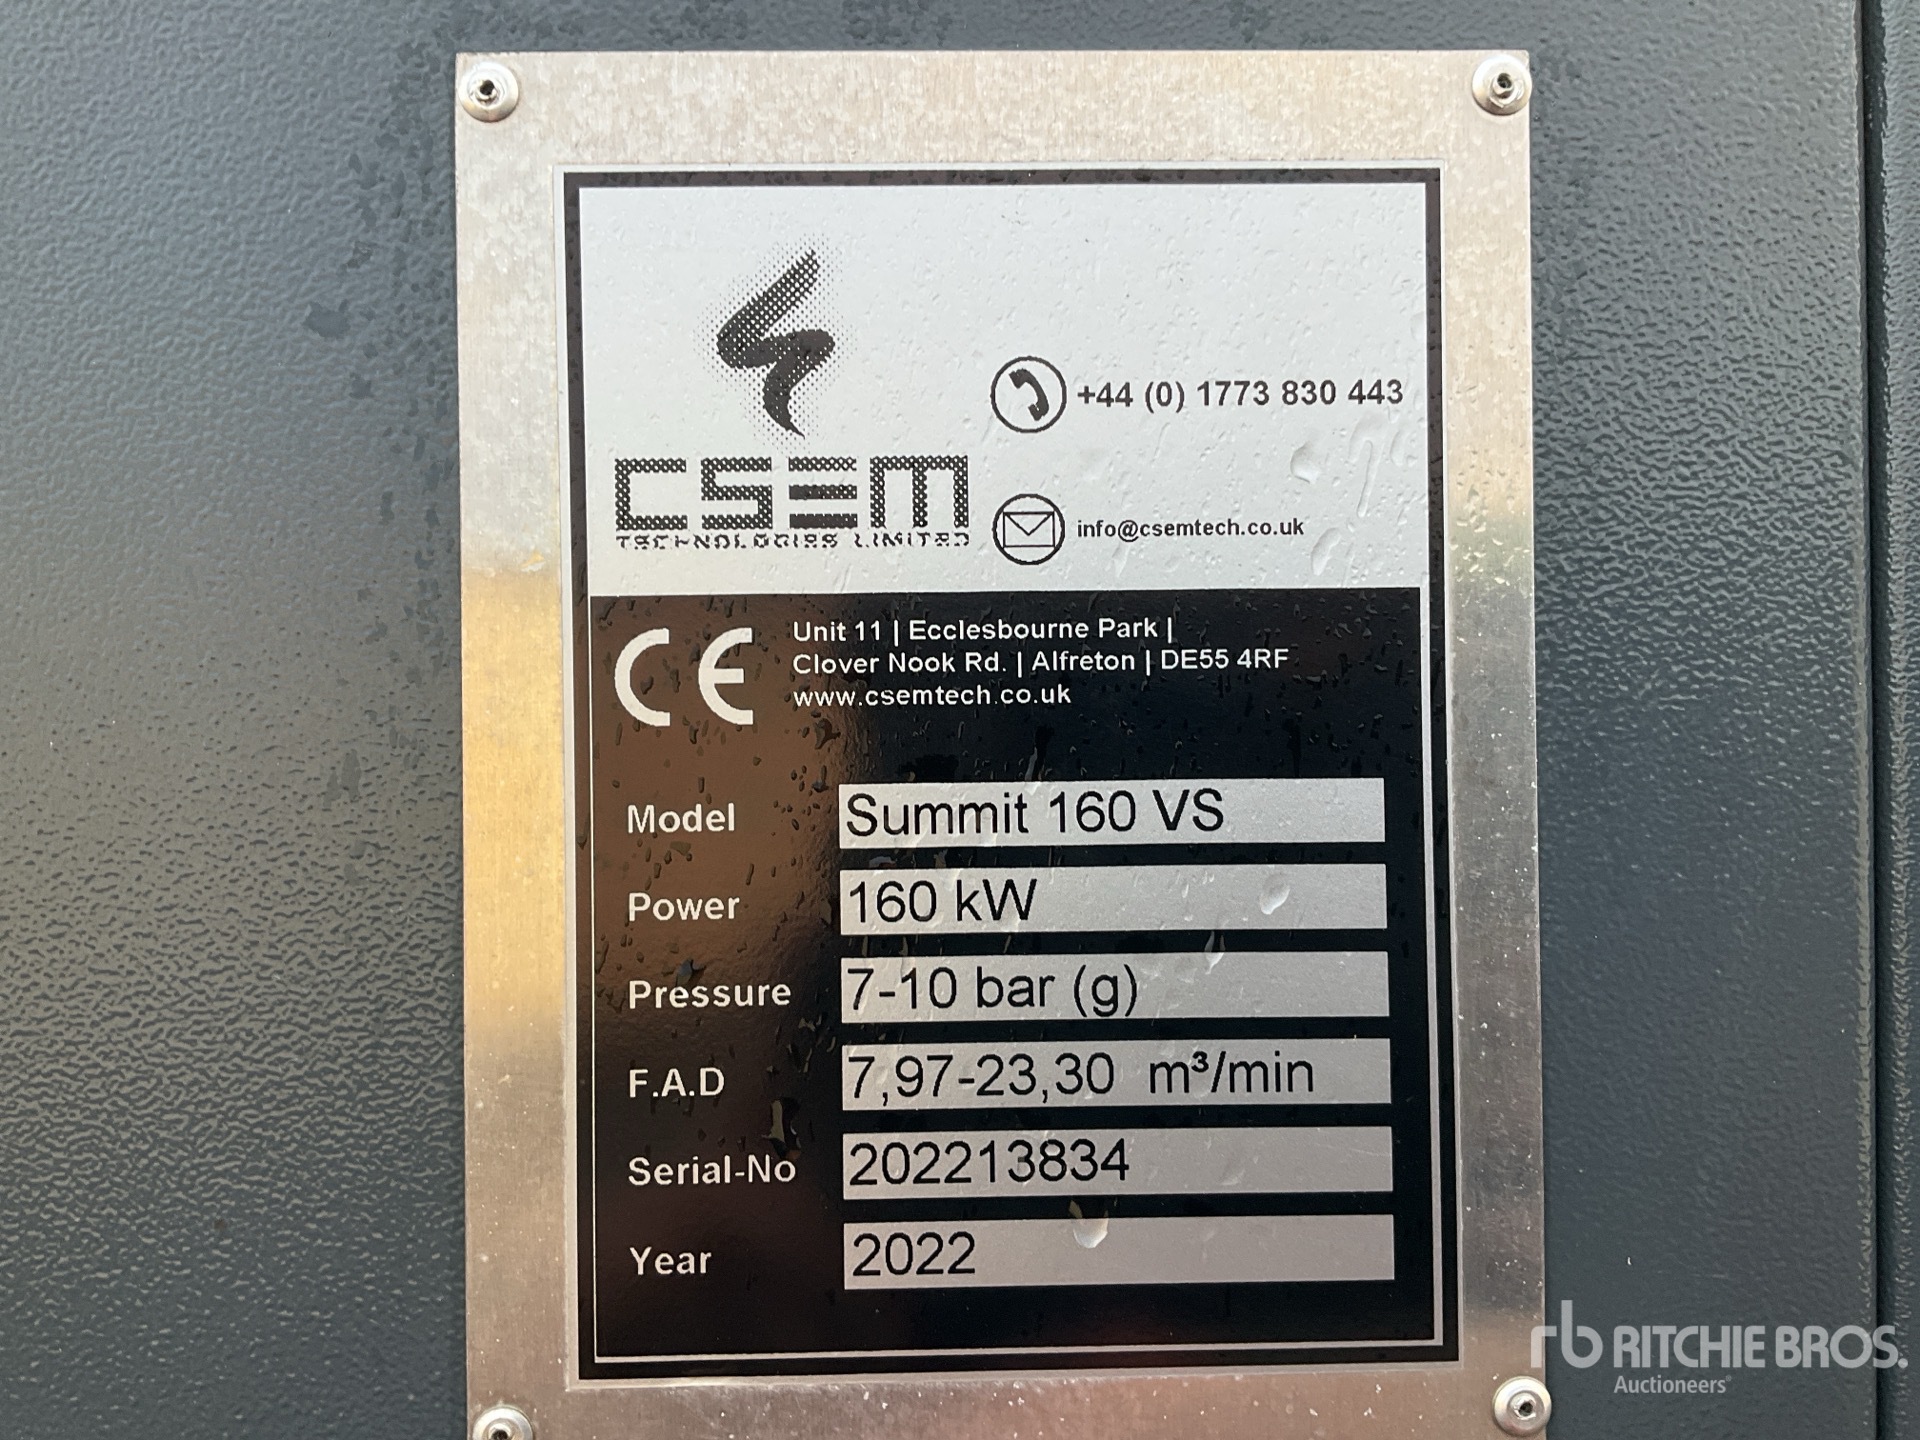 CSEM
TECHNOLOGIES LIMITED
+44 (0) 1773 830 443
info@csemtech.co.uk
CE
Unit 11 | Ecclesbourne Park |
Clover Nook Rd. | Alfreton | DE55 4RF
www.csemtech.co.uk
Model Summit 160 VS
Power 160 kW
Pressure 7-10 bar (g)
F.A.D 7,97-23,30 m³/min
Serial-No 202213834
Year 2022
rb RITCHIE BROS.
Auctioneers